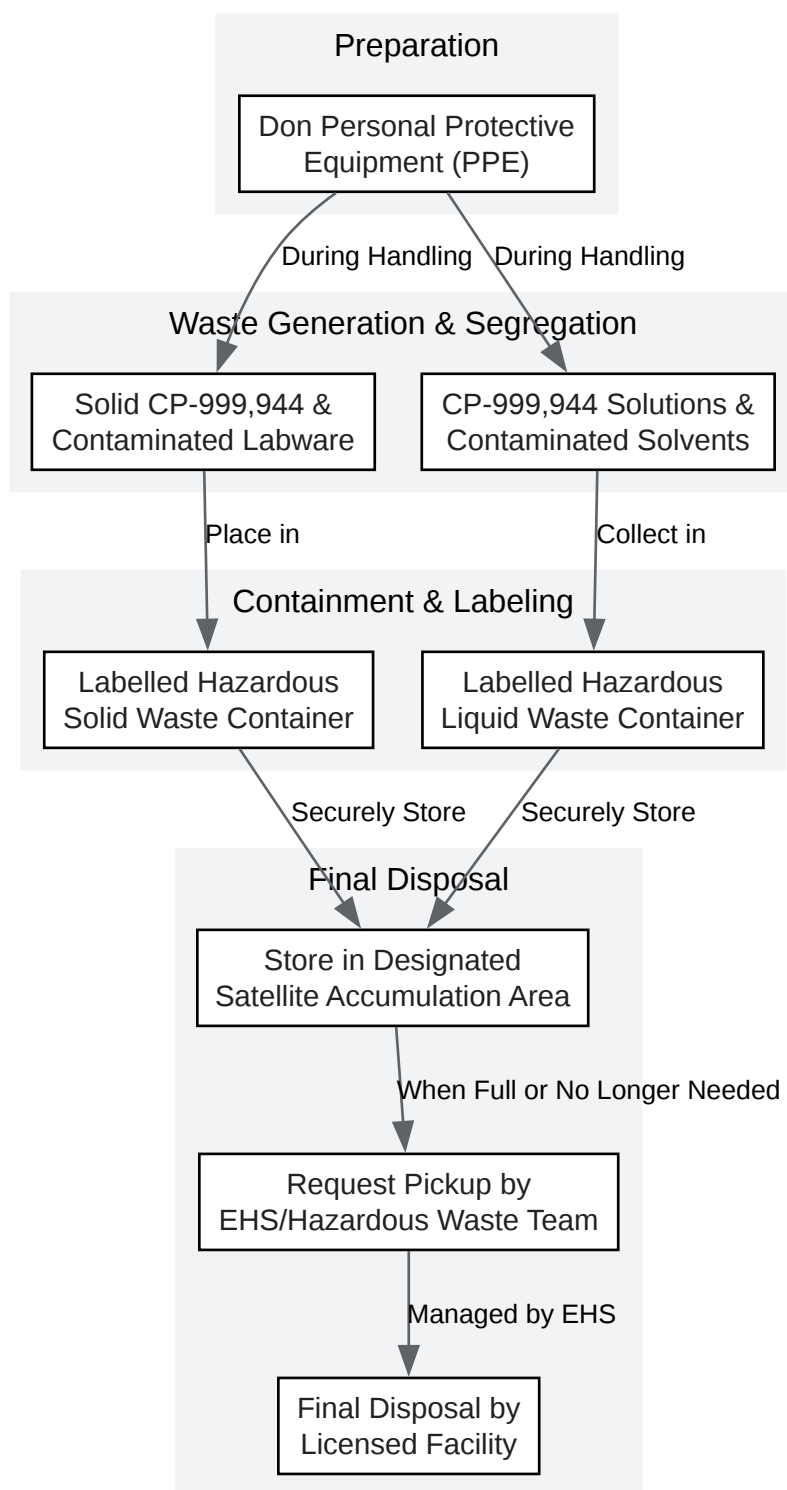 Preparation
Don Personal Protective
Equipment (PPE)
During Handling
During Handling
Waste Generation & Segregation
Solid CP-999,944 &
Contaminated Labware
CP-999,944 Solutions &
Contaminated Solvents
Place in
Collect in
Containment & Labeling
Labelled Hazardous
Solid Waste Container
Labelled Hazardous
Liquid Waste Container
Securely Store
Securely Store
Final Disposal
Store in Designated
Satellite Accumulation Area
When Full or No Longer Needed
Request Pickup by
EHS/Hazardous Waste Team
Managed by EHS
Final Disposal by
Licensed Facility